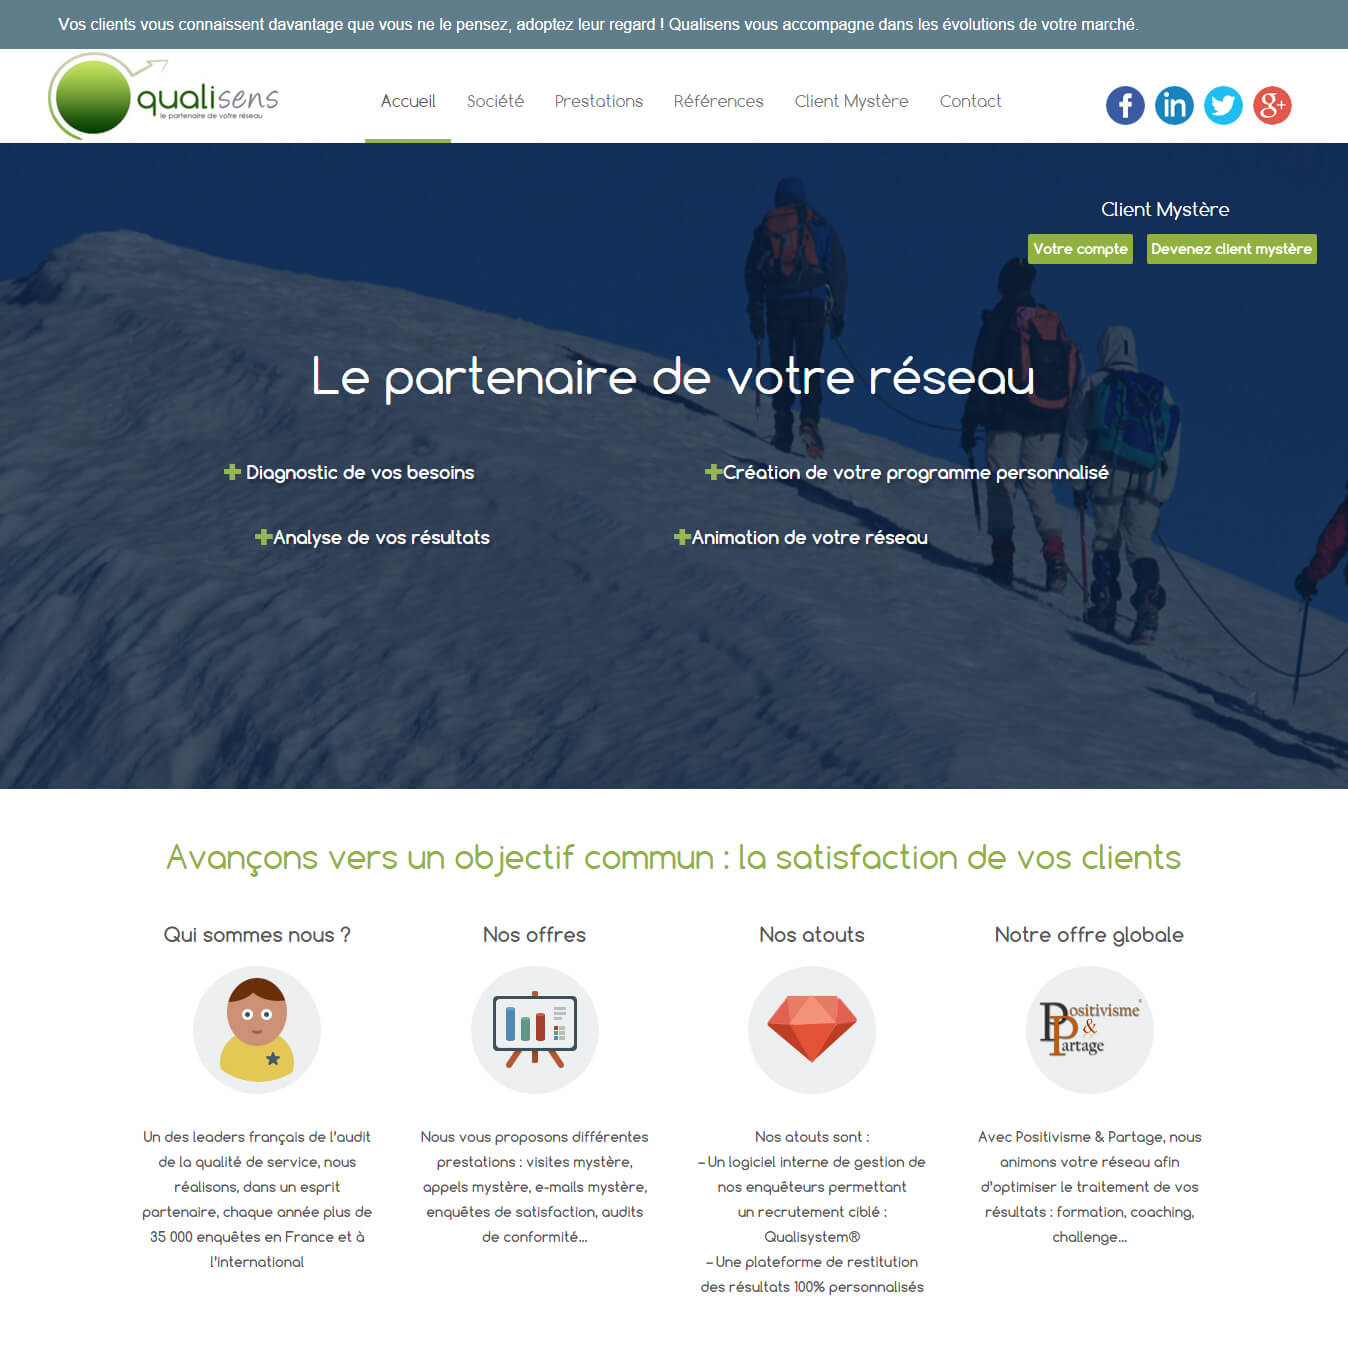 Vos clients vous connaissent davantage que vous ne le pensez, adoptez leur regard ! Qualisens vous accompagne dans les évolutions de votre marché.
qualisens
le partenaire de votre réseau
Accueil Société Prestations Références Client Mystère Contact
f in g+
Client Mystère
Votre compte Devenez client mystère
Le partenaire de votre réseau
Diagnostic de vos besoins
Création de votre programme personnalisé
Analyse de vos résultats
Animation de votre réseau
Avançons vers un objectif commun : la satisfaction de vos clients
Qui sommes nous ?
Un des leaders français de l'audit
de la qualité de service, nous
réalisons, dans un esprit
partenaire, chaque année plus de
35 000 enquêtes en France et à
l'international
Nos offres
Nous vous proposons différentes
prestations : visites mystère,
appels mystère, e-mails mystère,
enquêtes de satisfaction, audits
de conformité...
Nos atouts
Nos atouts sont :
– Un logiciel interne de gestion de
nos enquêteurs permettant
un recrutement ciblé :
Qualisystem®
– Une plateforme de restitution
des résultats 100% personnalisés
Notre offre globale
Positivisme®
&
Partage
Avec Positivisme & Partage, nous
animons votre réseau afin
d'optimiser le traitement de vos
résultats : formation, coaching,
challenge...